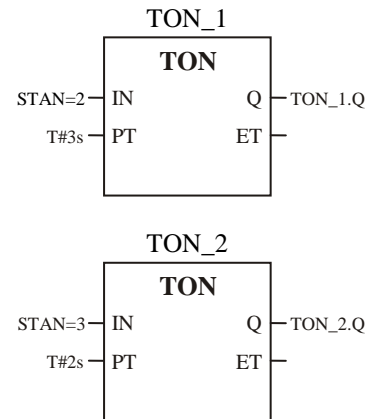 TON_1
TON
STAN=2 IN Q TON_1.Q
T#3s PT ET
TON_2
TON
STAN=3 IN Q TON_2.Q
T#2s PT ET